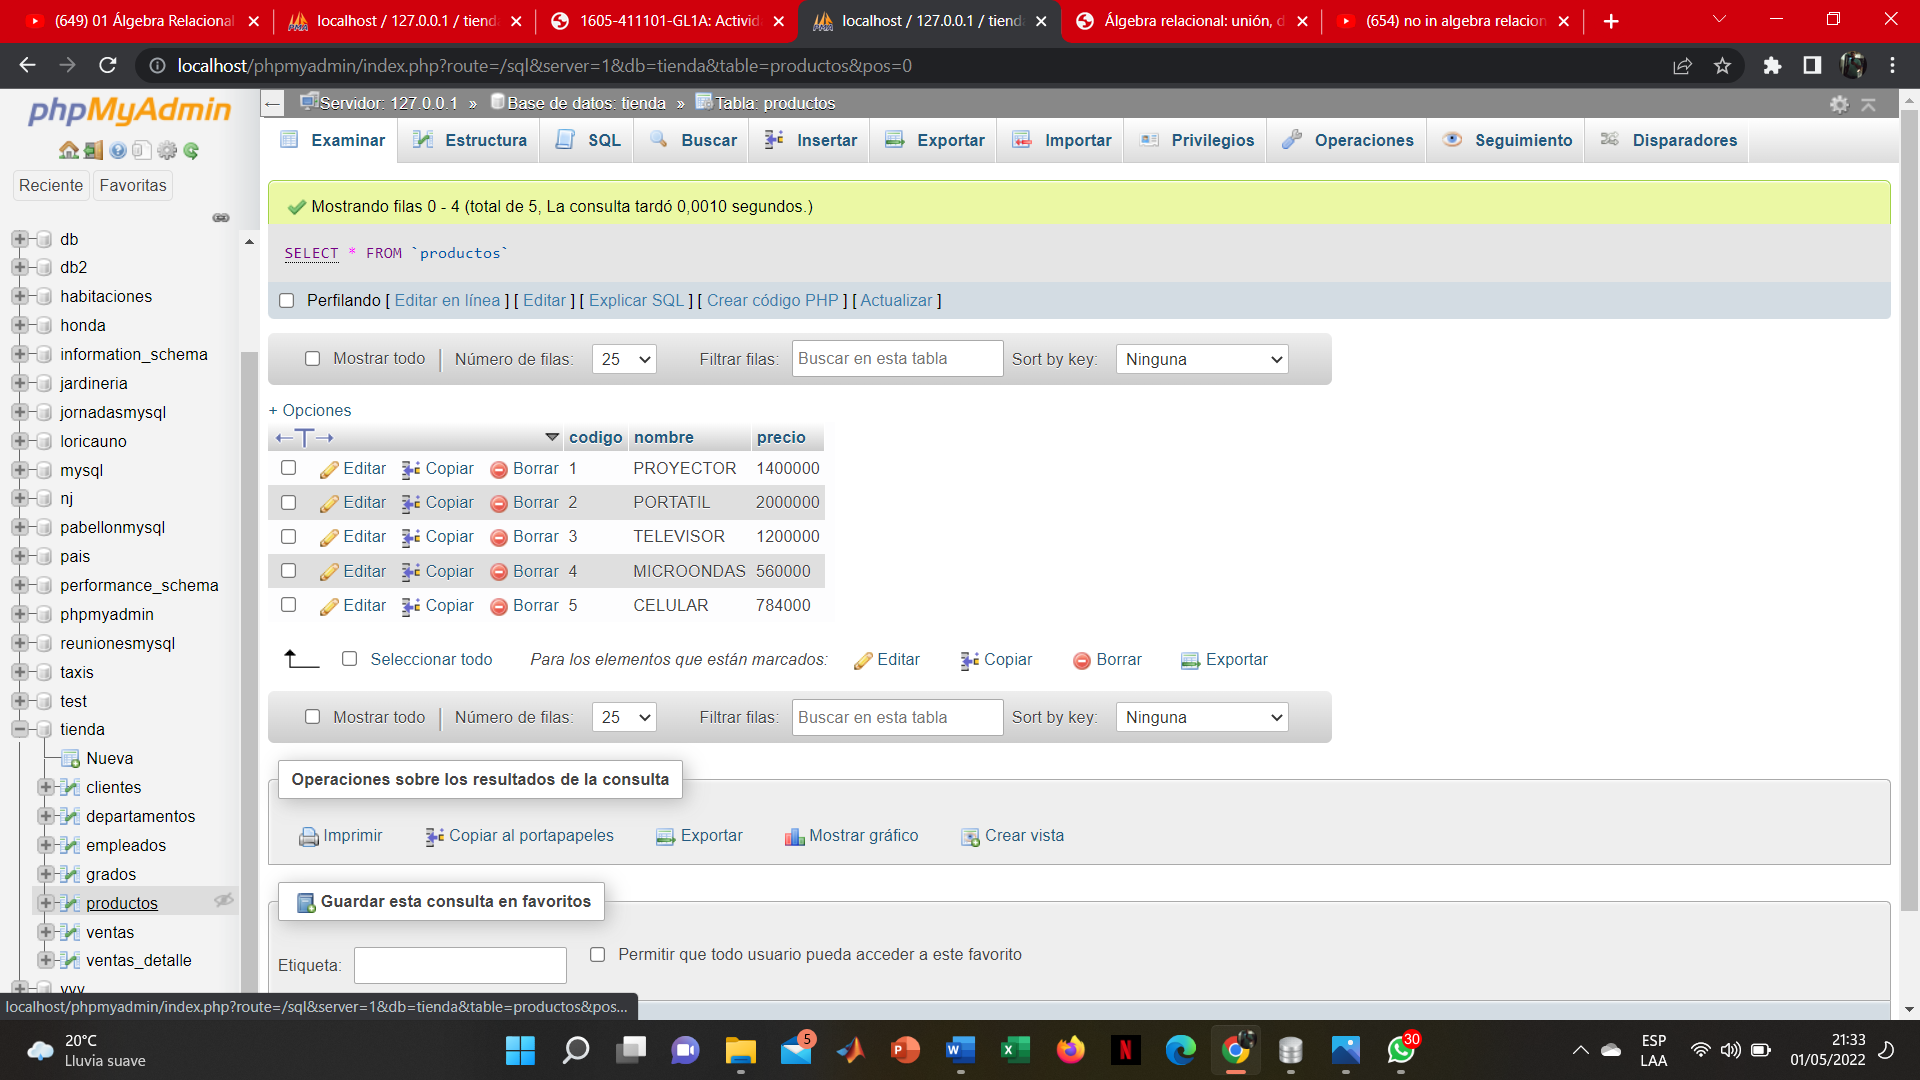 (649) 01 Álgebra Relacional
localhost / 127.0.0.1 / tienda
1605-411101-GL1A: Activid
localhost / 127.0.0.1 / tiend
Álgebra relacional: unión, d
(654) no in algebra relacion
localhost/phpmyadmin/index.php?route=/sql&server=1&db=tienda&table=productos&pos=0
phpMyAdmin
Reciente
Favoritas
db
db2
habitaciones
honda
information_schema
jardineria
jornadasmysql
loricauno
mysql
nj
pabellonmysql
pais
performance_schema
phpmyadmin
reunionesmysql
taxis
test
tienda
Nueva
clientes
departamentos
empleados
grados
productos
ventas
ventas_detalle
vvv
Servidor: 127.0.0.1 » Base de datos: tienda » Tabla: productos
Examinar
Estructura
SQL
Buscar
Insertar
Exportar
Importar
Privilegios
Operaciones
Seguimiento
Disparadores
Mostrando filas 0 - 4 (total de 5, La consulta tardó 0,0010 segundos.)
SELECT * FROM `productos`
Perfilando [ Editar en línea ] [ Editar ] [ Explicar SQL ] [ Crear código PHP ] [ Actualizar ]
Mostrar todo | Número de filas: 25 Filtrar filas: Buscar en esta tabla Sort by key: Ninguna
+ Opciones
←T→ codigo nombre precio
Editar Copiar Borrar 1 PROYECTOR 1400000
Editar Copiar Borrar 2 PORTATIL 2000000
Editar Copiar Borrar 3 TELEVISOR 1200000
Editar Copiar Borrar 4 MICROONDAS 560000
Editar Copiar Borrar 5 CELULAR 784000
Seleccionar todo Para los elementos que están marcados: Editar Copiar Borrar Exportar
Mostrar todo | Número de filas: 25 Filtrar filas: Buscar en esta tabla Sort by key: Ninguna
Operaciones sobre los resultados de la consulta
Imprimir Copiar al portapapeles Exportar Mostrar gráfico Crear vista
Guardar esta consulta en favoritos
Etiqueta: Permitir que todo usuario pueda acceder a este favorito
localhost/phpmyadmin/index.php?route=/sql&server=1&db=tienda&table=productos&pos...
20°C
Lluvia suave
5
30
ESP
LAA
21:33
01/05/2022